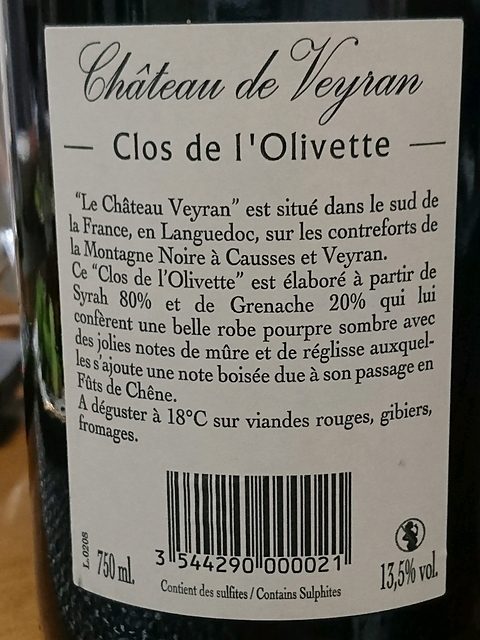 Château de Veyran
— Clos de l'Olivette —
“Le Château Veyran” est situé dans le sud de
la France, en Languedoc, sur les contreforts de
la Montagne Noire à Causses et Veyran.
Ce “Clos de l'Olivette” est élaboré à partir de
Syrah 80% et de Grenache 20% qui lui
confèrent une belle robe pourpre sombre avec
des jolies notes de mûre et de réglisse auxquel-
les s'ajoute une note boisée due à son passage en
Fûts de Chêne.
A déguster à 18°C sur viandes rouges, gibiers,
fromages.
L.0208
750 ml.
3 544290 000021
13,5% vol.
Contient des sulfites / Contains Sulphites